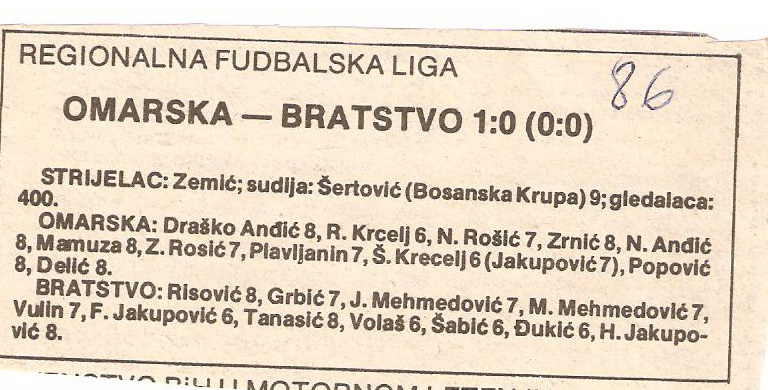 REGIONALNA FUDBALSKA LIGA
86
OMARSKA — BRATSTVO 1:0 (0:0)
STRIJELAC: Zemić; sudija: Šertović (Bosanska Krupa) 9; gledalaca:
400.
OMARSKA: Draško Anđić 8, R. Krcelj 6, N. Rošić 7, Zrnić 8, N. Anđić
8, Mamuza 8, Z. Rosić 7, Plavljanin 7, Š. Krecelj 6 (Jakupović 7), Popović
8, Delić 8.
BRATSTVO: Risović 8, Grbić 7, J. Mehmedović 7, M. Mehmedović 7,
Vulin 7, F. Jakupović 6, Tanasić 8, Volaš 6, Šabić 6, Đukić 6, H. Jakupo-
vić 8.